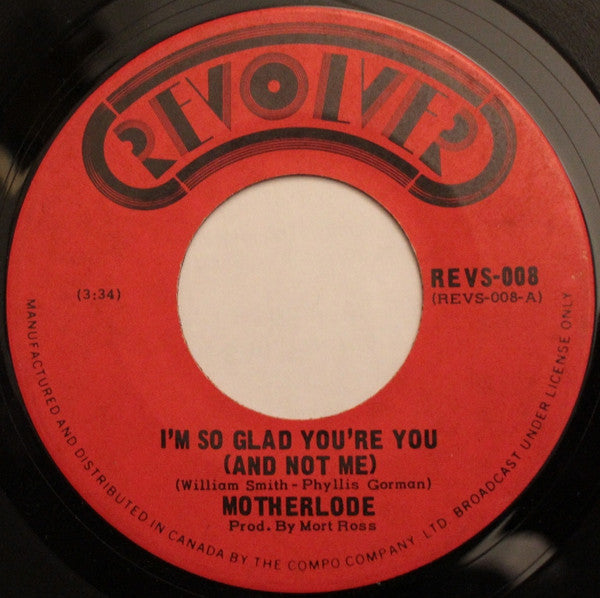 REVOLVER
REVS-008
(3:34)
(REVS-008-A)
I'M SO GLAD YOU'RE YOU
(AND NOT ME)
(William Smith - Phyllis Gorman)
MOTHERLODE
Prod. By Mort Ross
MANUFACTURED AND DISTRIBUTED IN CANADA BY THE COMPO COMPANY, LTD. BROADCAST UNDER LICENSE ONLY